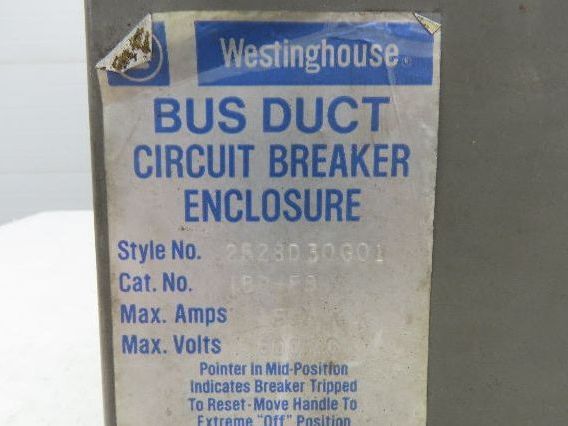 Westinghouse
BUS DUCT
CIRCUIT BREAKER
ENCLOSURE
Style No. 2528D30G01
Cat. No.
Max. Amps
Max. Volts
Pointer In Mid-Position
Indicates Breaker Tripped
To Reset-Move Handle To
Extreme "Off" Position